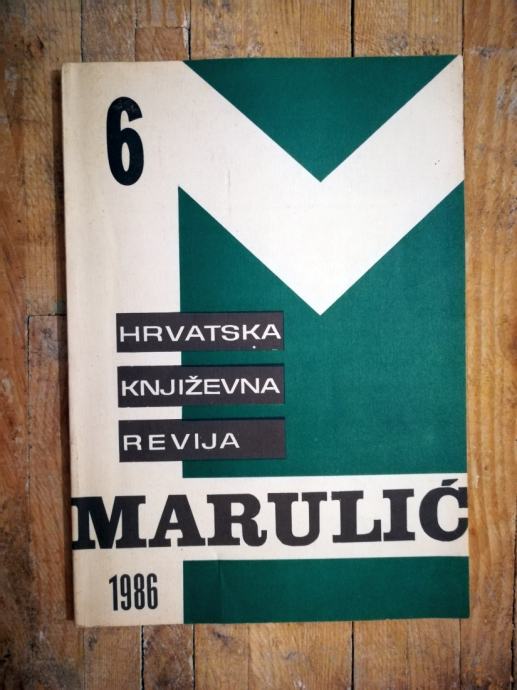 6
HRVATSKA
KNJIŽEVNA
REVIJA
MARULIĆ
1986